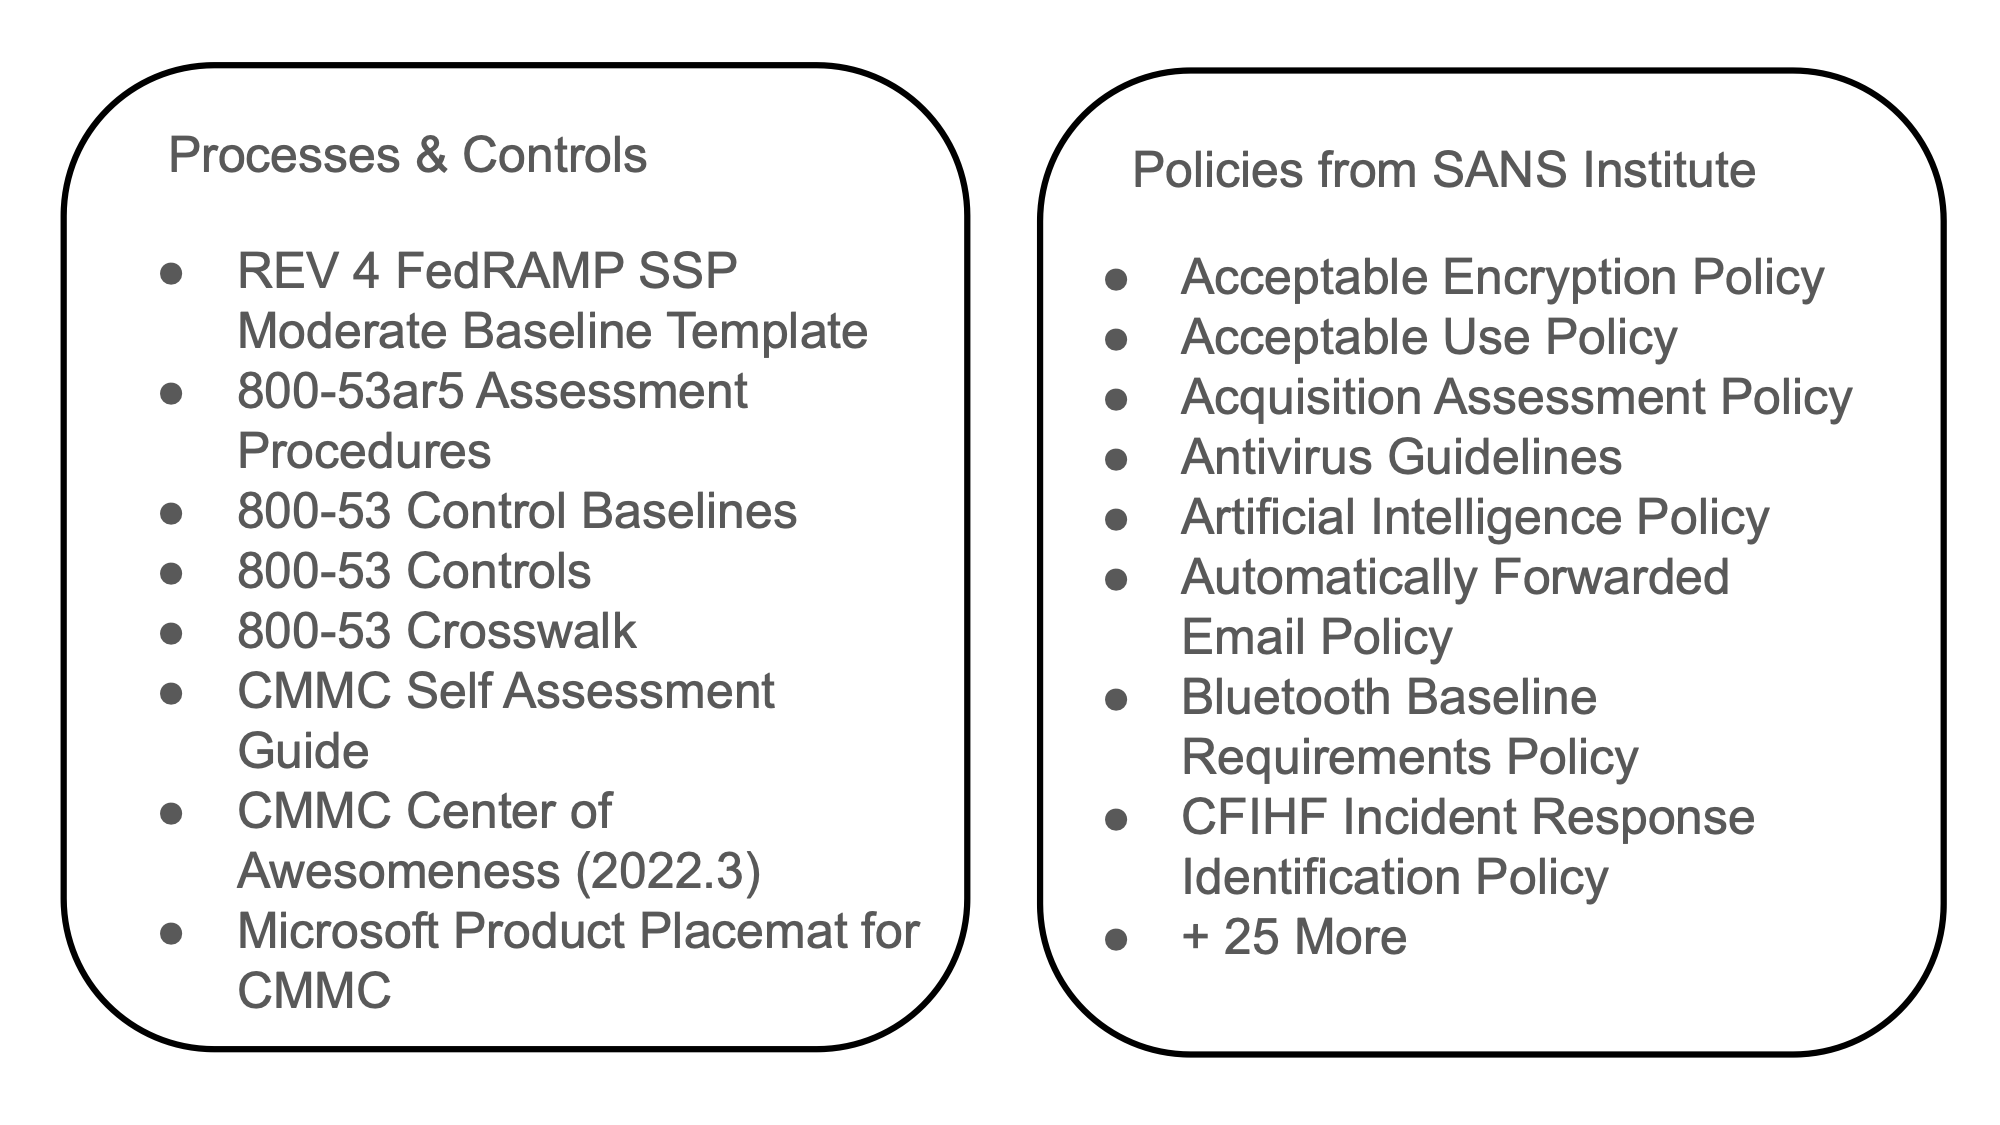 Processes & Controls
● REV 4 FedRAMP SSP
Moderate Baseline Template
● 800-53ar5 Assessment
Procedures
● 800-53 Control Baselines
● 800-53 Controls
● 800-53 Crosswalk
● CMMC Self Assessment
Guide
● CMMC Center of
Awesomeness (2022.3)
● Microsoft Product Placemat for
CMMC
Policies from SANS Institute
● Acceptable Encryption Policy
● Acceptable Use Policy
● Acquisition Assessment Policy
● Antivirus Guidelines
● Artificial Intelligence Policy
● Automatically Forwarded
Email Policy
● Bluetooth Baseline
Requirements Policy
● CFIHF Incident Response
Identification Policy
● + 25 More